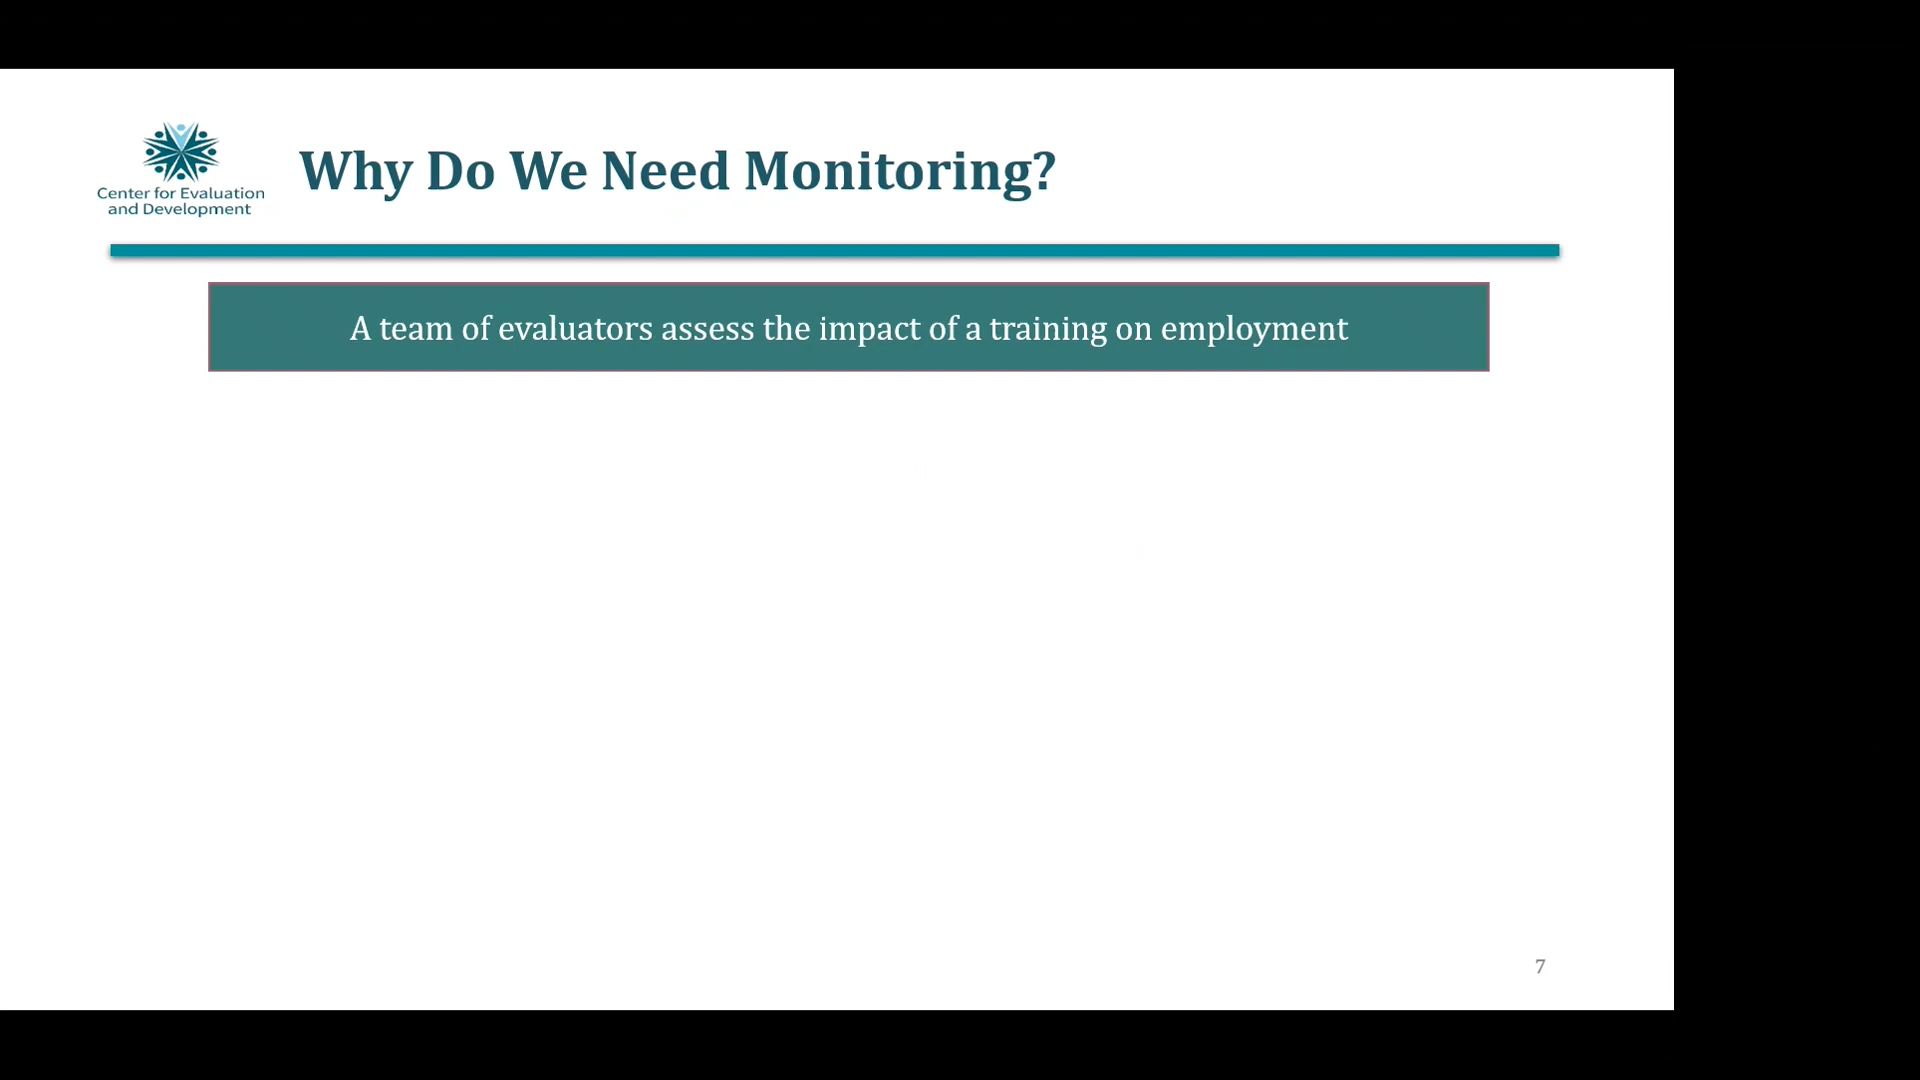 Center for Evaluation
and Development
Why Do We Need Monitoring?
A team of evaluators assess the impact of a training on employment
7